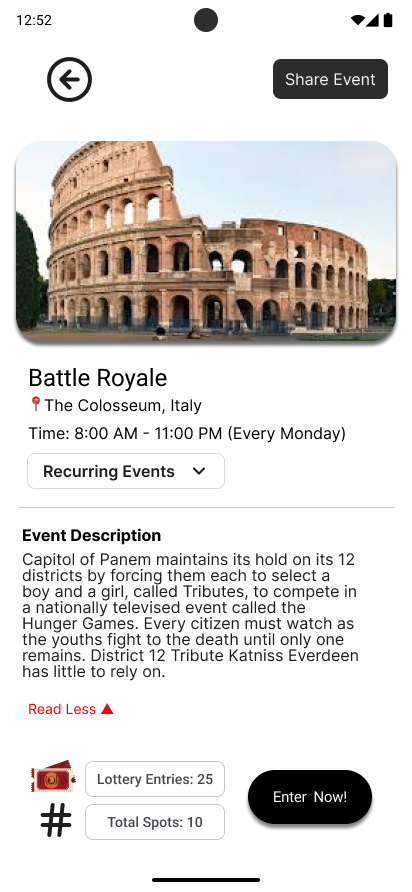 12:52
Share Event
Battle Royale
📍The Colosseum, Italy
Time: 8:00 AM - 11:00 PM (Every Monday)
Recurring Events
Event Description
Capitol of Panem maintains its hold on its 12
districts by forcing them each to select a
boy and a girl, called Tributes, to compete in
a nationally televised event called the
Hunger Games. Every citizen must watch as
the youths fight to the death until only one
remains. District 12 Tribute Katniss Everdeen
has little to rely on.
Read Less ▲
Lottery Entries: 25
# Total Spots: 10
Enter Now!